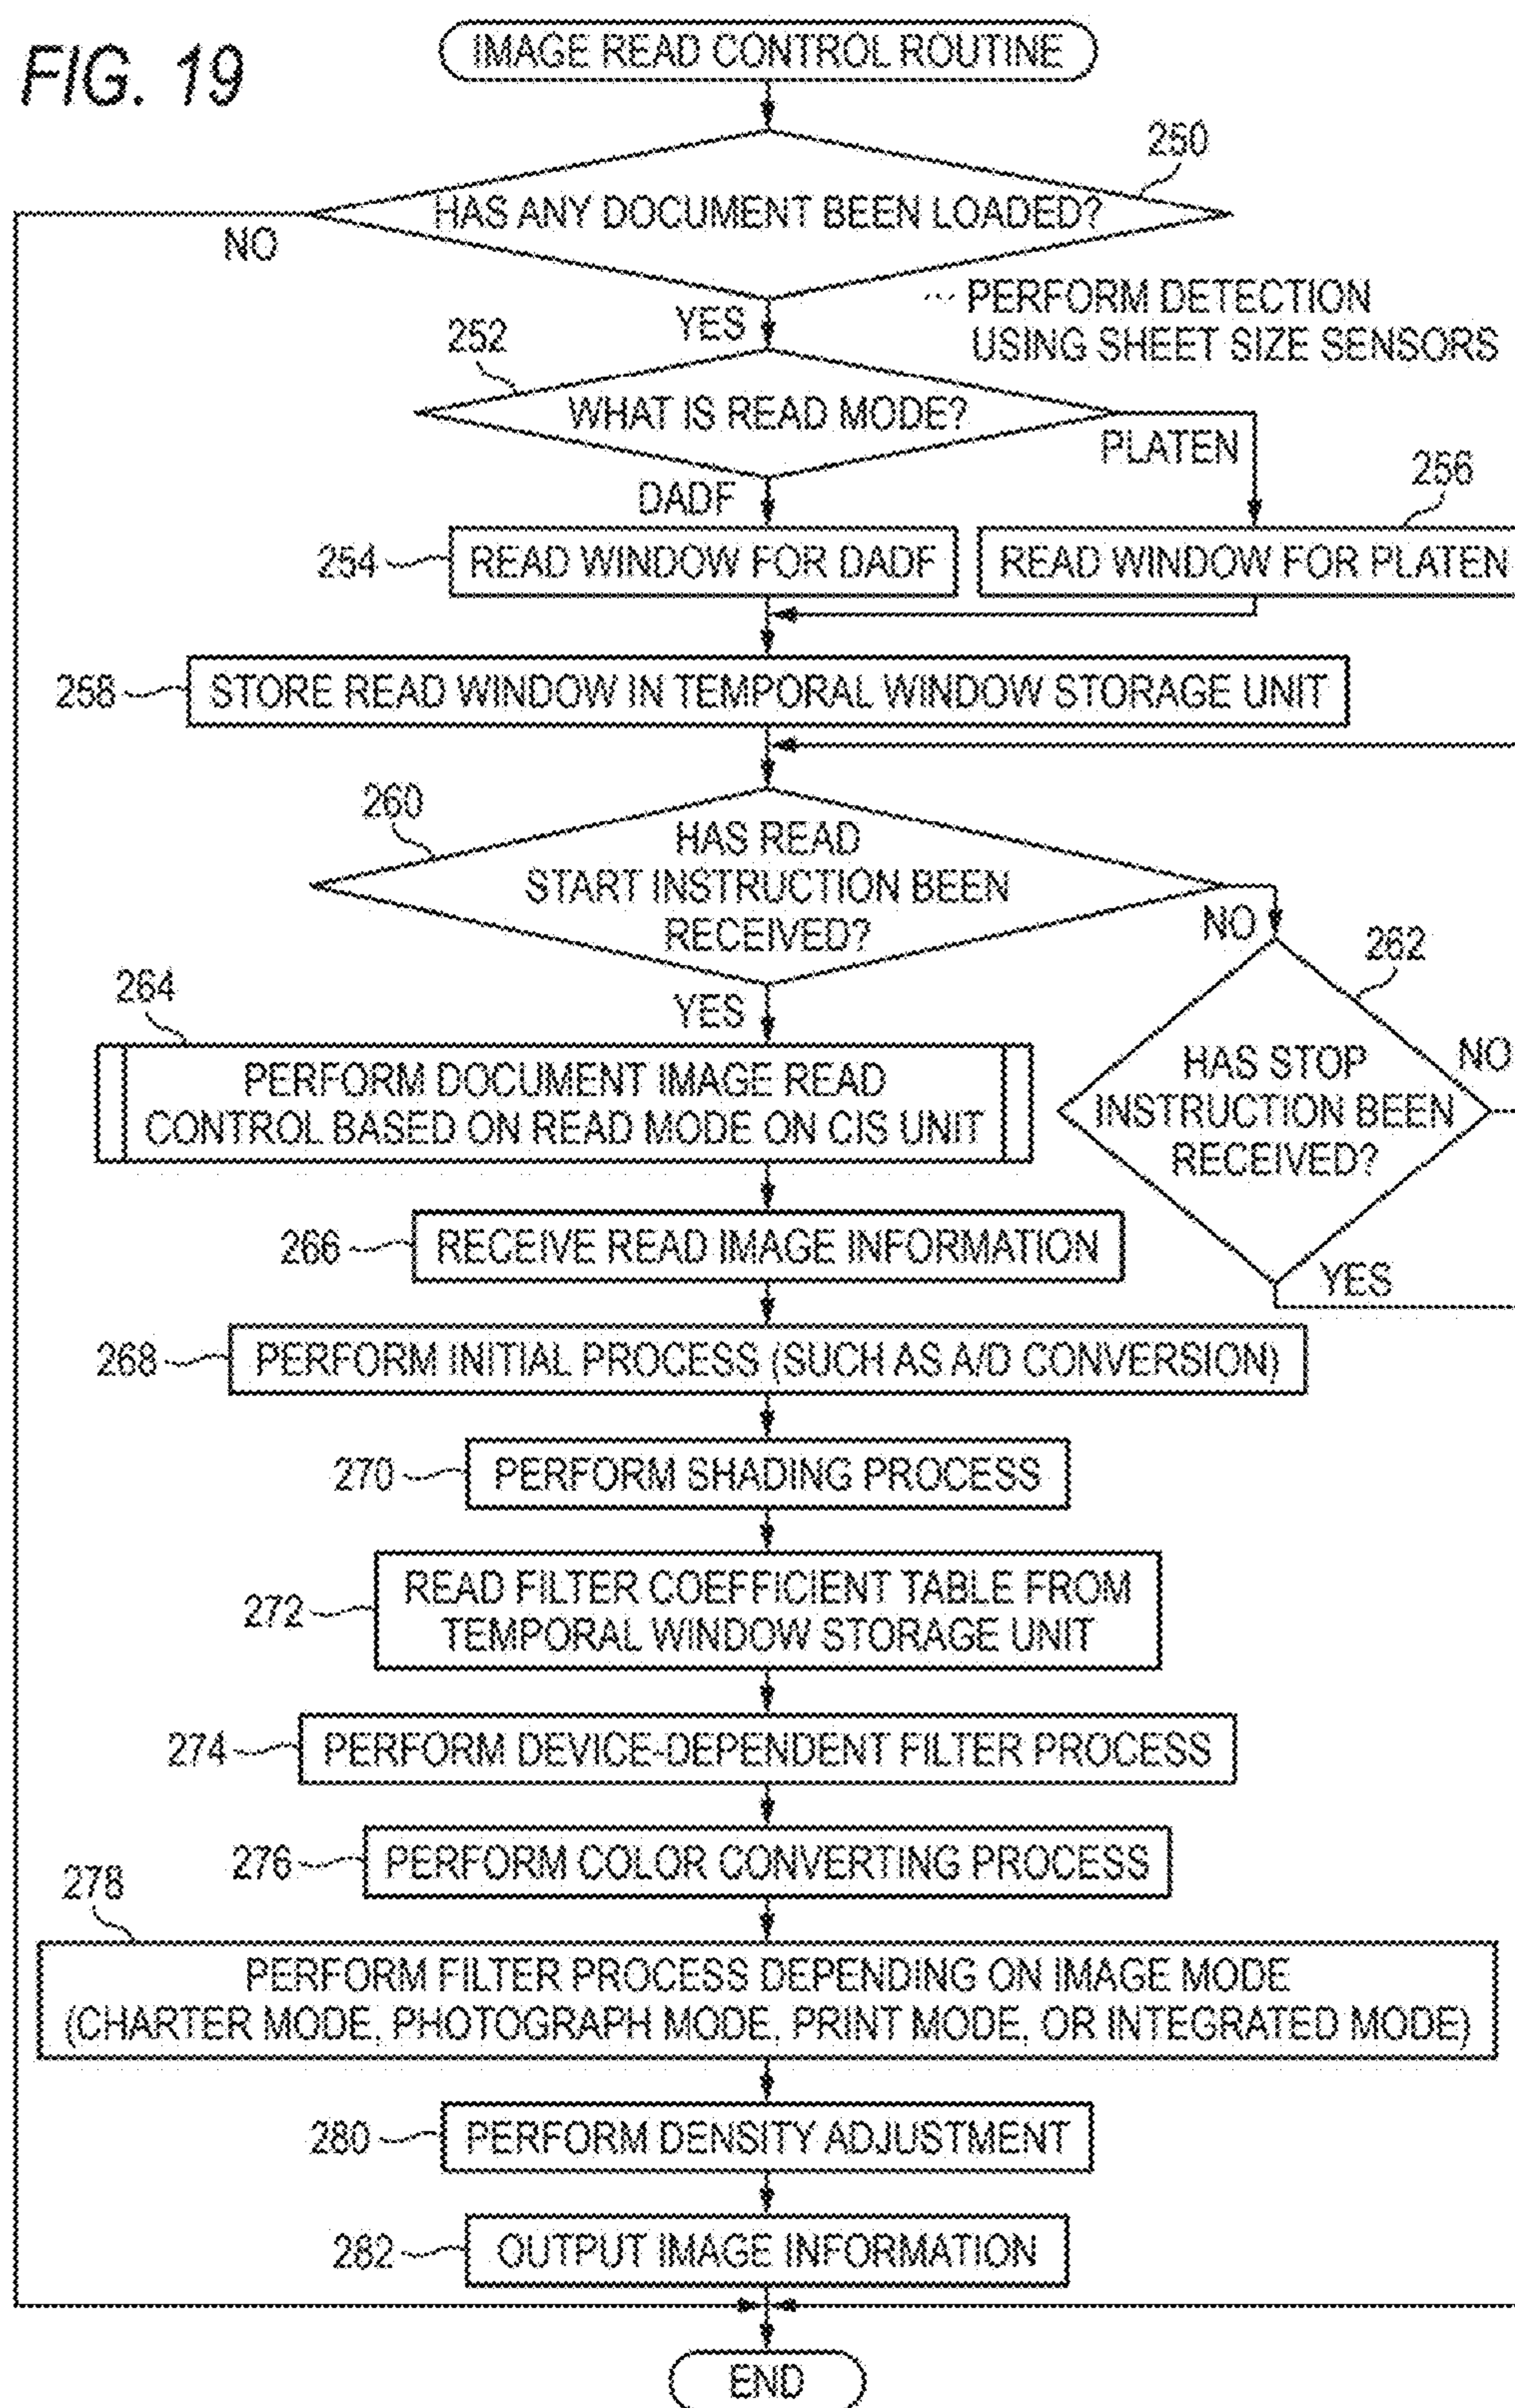 FIG. 19
IMAGE READ CONTROL ROUTINE
250
HAS ANY DOCUMENT BEEN LOADED?
NO
YES
··· PERFORM DETECTION
USING SHEET SIZE SENSORS
252
WHAT IS READ MODE?
PLATEN
DADF
256
254
READ WINDOW FOR DADF
READ WINDOW FOR PLATEN
258
STORE READ WINDOW IN TEMPORAL WINDOW STORAGE UNIT
260
HAS READ
START INSTRUCTION BEEN
RECEIVED?
NO
262
YES
264
HAS STOP
INSTRUCTION BEEN
RECEIVED?
NO
YES
PERFORM DOCUMENT IMAGE READ
CONTROL BASED ON READ MODE ON CIS UNIT
266
RECEIVE READ IMAGE INFORMATION
268
PERFORM INITIAL PROCESS (SUCH AS A/D CONVERSION)
270
PERFORM SHADING PROCESS
272
READ FILTER COEFFICIENT TABLE FROM
TEMPORAL WINDOW STORAGE UNIT
274
PERFORM DEVICE-DEPENDENT FILTER PROCESS
276
PERFORM COLOR CONVERTING PROCESS
278
PERFORM FILTER PROCESS DEPENDING ON IMAGE MODE
(CHARTER MODE, PHOTOGRAPH MODE, PRINT MODE, OR INTEGRATED MODE)
280
PERFORM DENSITY ADJUSTMENT
282
OUTPUT IMAGE INFORMATION
END